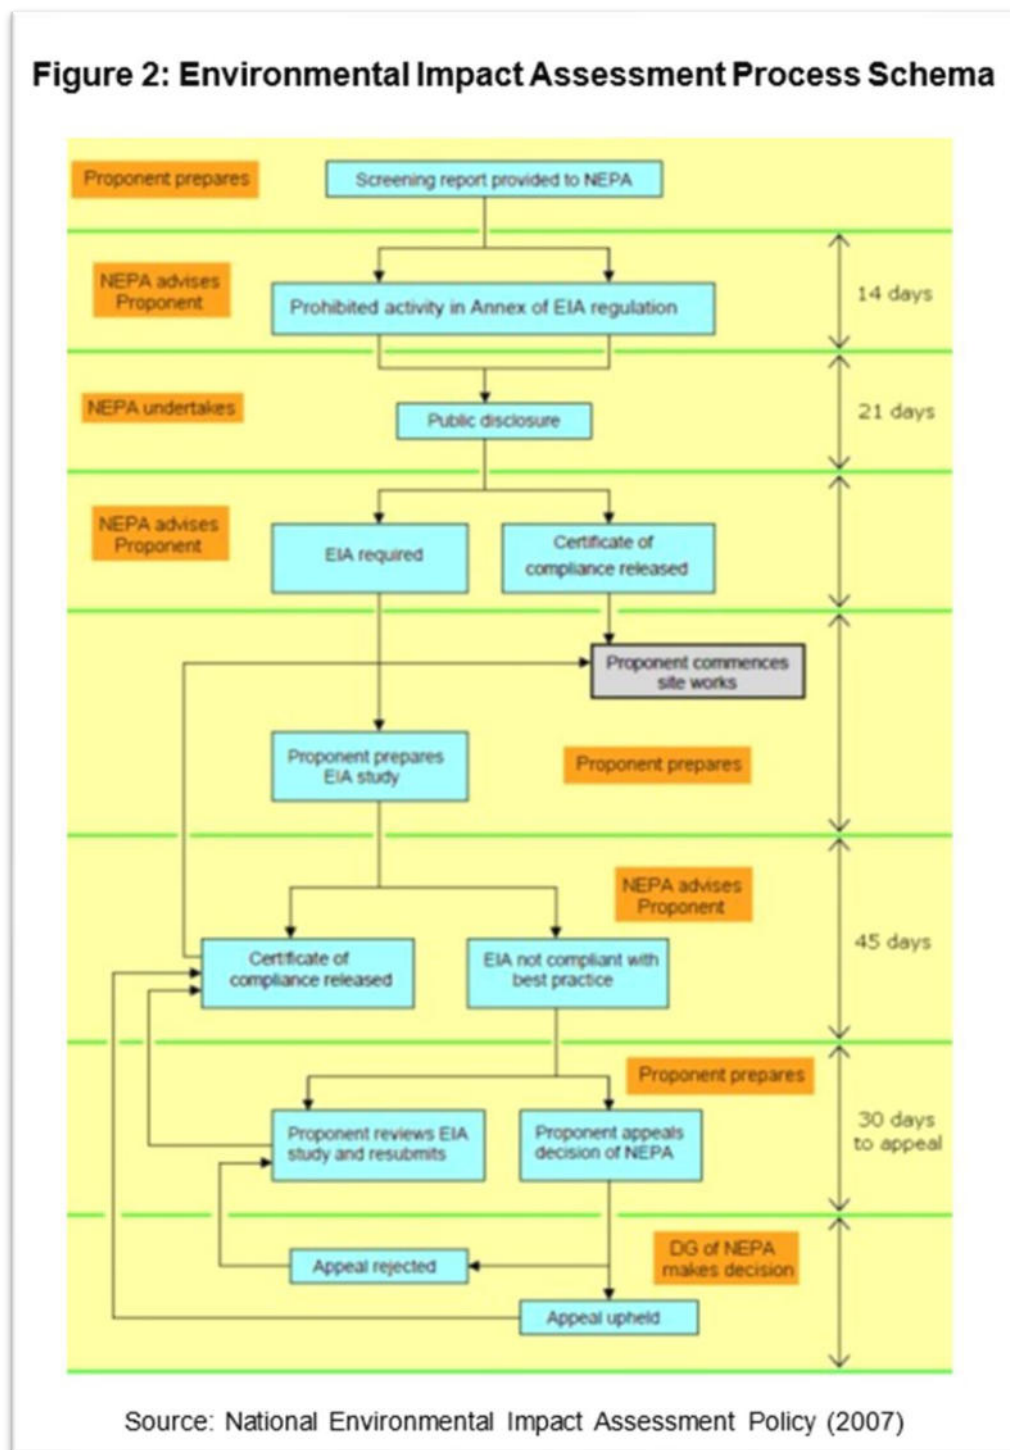 Figure 2: Environmental Impact Assessment Process Schema
Proponent prepares
Screening report provided to NEPA
NEPA advises
Proponent
Prohibited activity in Annex of EIA regulation
14 days
NEPA undertakes
Public disclosure
21 days
NEPA advises
Proponent
EIA required
Certificate of
compliance released
Proponent commences
site works
Proponent prepares
EIA study
Proponent prepares
NEPA advises
Proponent
Certificate of
compliance released
EIA not compliant with
best practice
45 days
Proponent prepares
Proponent reviews EIA
study and resubmits
Proponent appeals
decision of NEPA
30 days
to appeal
DG of NEPA
makes decision
Appeal rejected
Appeal upheld
Source: National Environmental Impact Assessment Policy (2007)